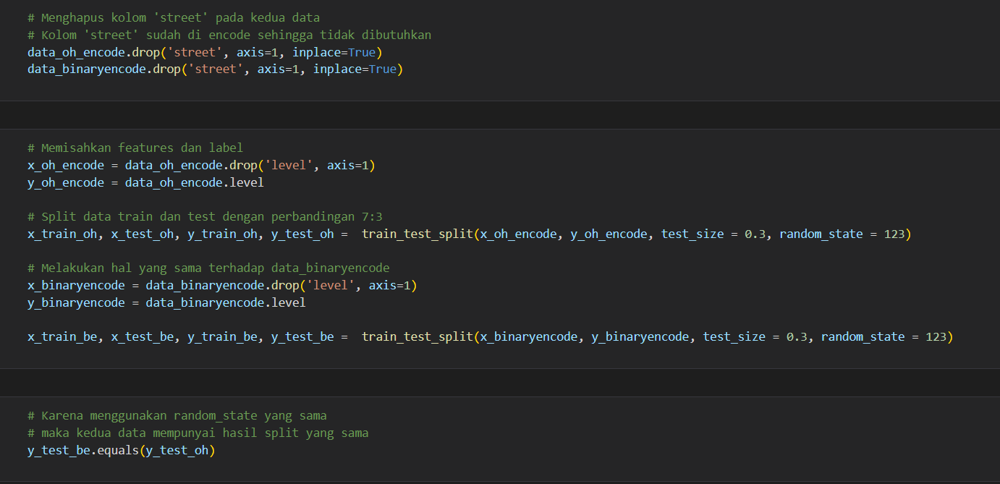 # Menghapus kolom 'street' pada kedua data
# Kolom 'street' sudah di encode sehingga tidak dibutuhkan
data_oh_encode.drop('street', axis=1, inplace=True)
data_binaryencode.drop('street', axis=1, inplace=True)
# Memisahkan features dan label
x_oh_encode = data_oh_encode.drop('level', axis=1)
y_oh_encode = data_oh_encode.level
# Split data train dan test dengan perbandingan 7:3
x_train_oh, x_test_oh, y_train_oh, y_test_oh =  train_test_split(x_oh_encode, y_oh_encode, test_size = 0.3, random_state = 123)
# Melakukan hal yang sama terhadap data_binaryencode
x_binaryencode = data_binaryencode.drop('level', axis=1)
y_binaryencode = data_binaryencode.level
x_train_be, x_test_be, y_train_be, y_test_be =  train_test_split(x_binaryencode, y_binaryencode, test_size = 0.3, random_state = 123)
# Karena menggunakan random_state yang sama
# maka kedua data mempunyai hasil split yang sama
y_test_be.equals(y_test_oh)